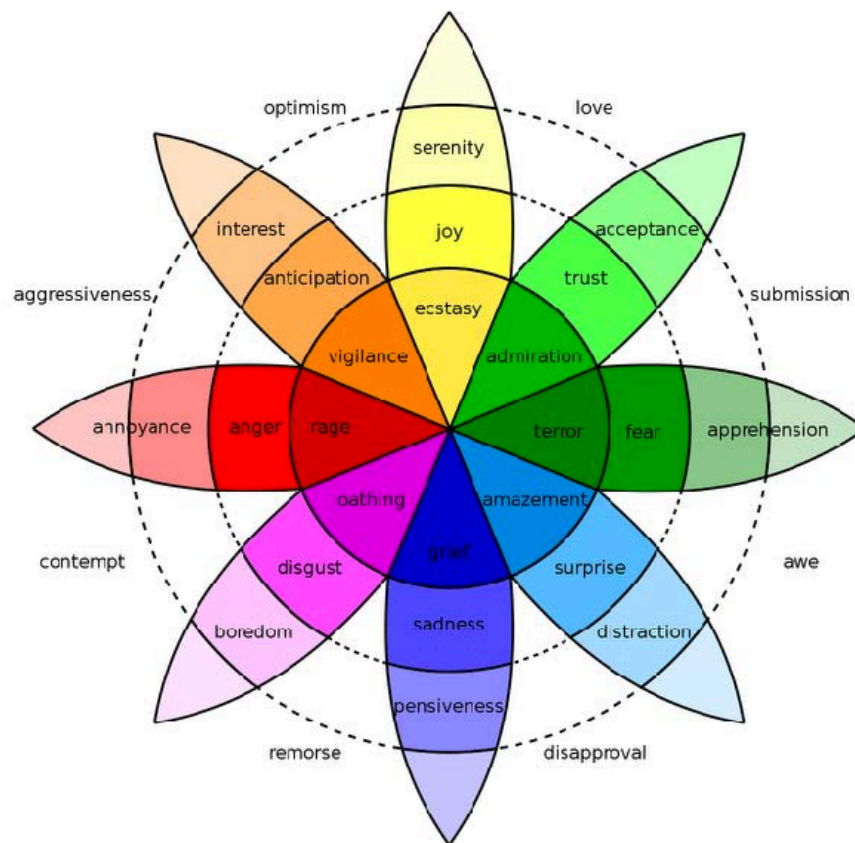 optimism
love
serenity
interest
acceptance
joy
anticipation
trust
aggressiveness
submission
ecstasy
vigilance
admiration
annoyance
anger
rage
terror
fear
apprehension
oathing
amazement
grief
contempt
disgust
surprise
awe
boredom
sadness
distraction
pensiveness
remorse
disapproval